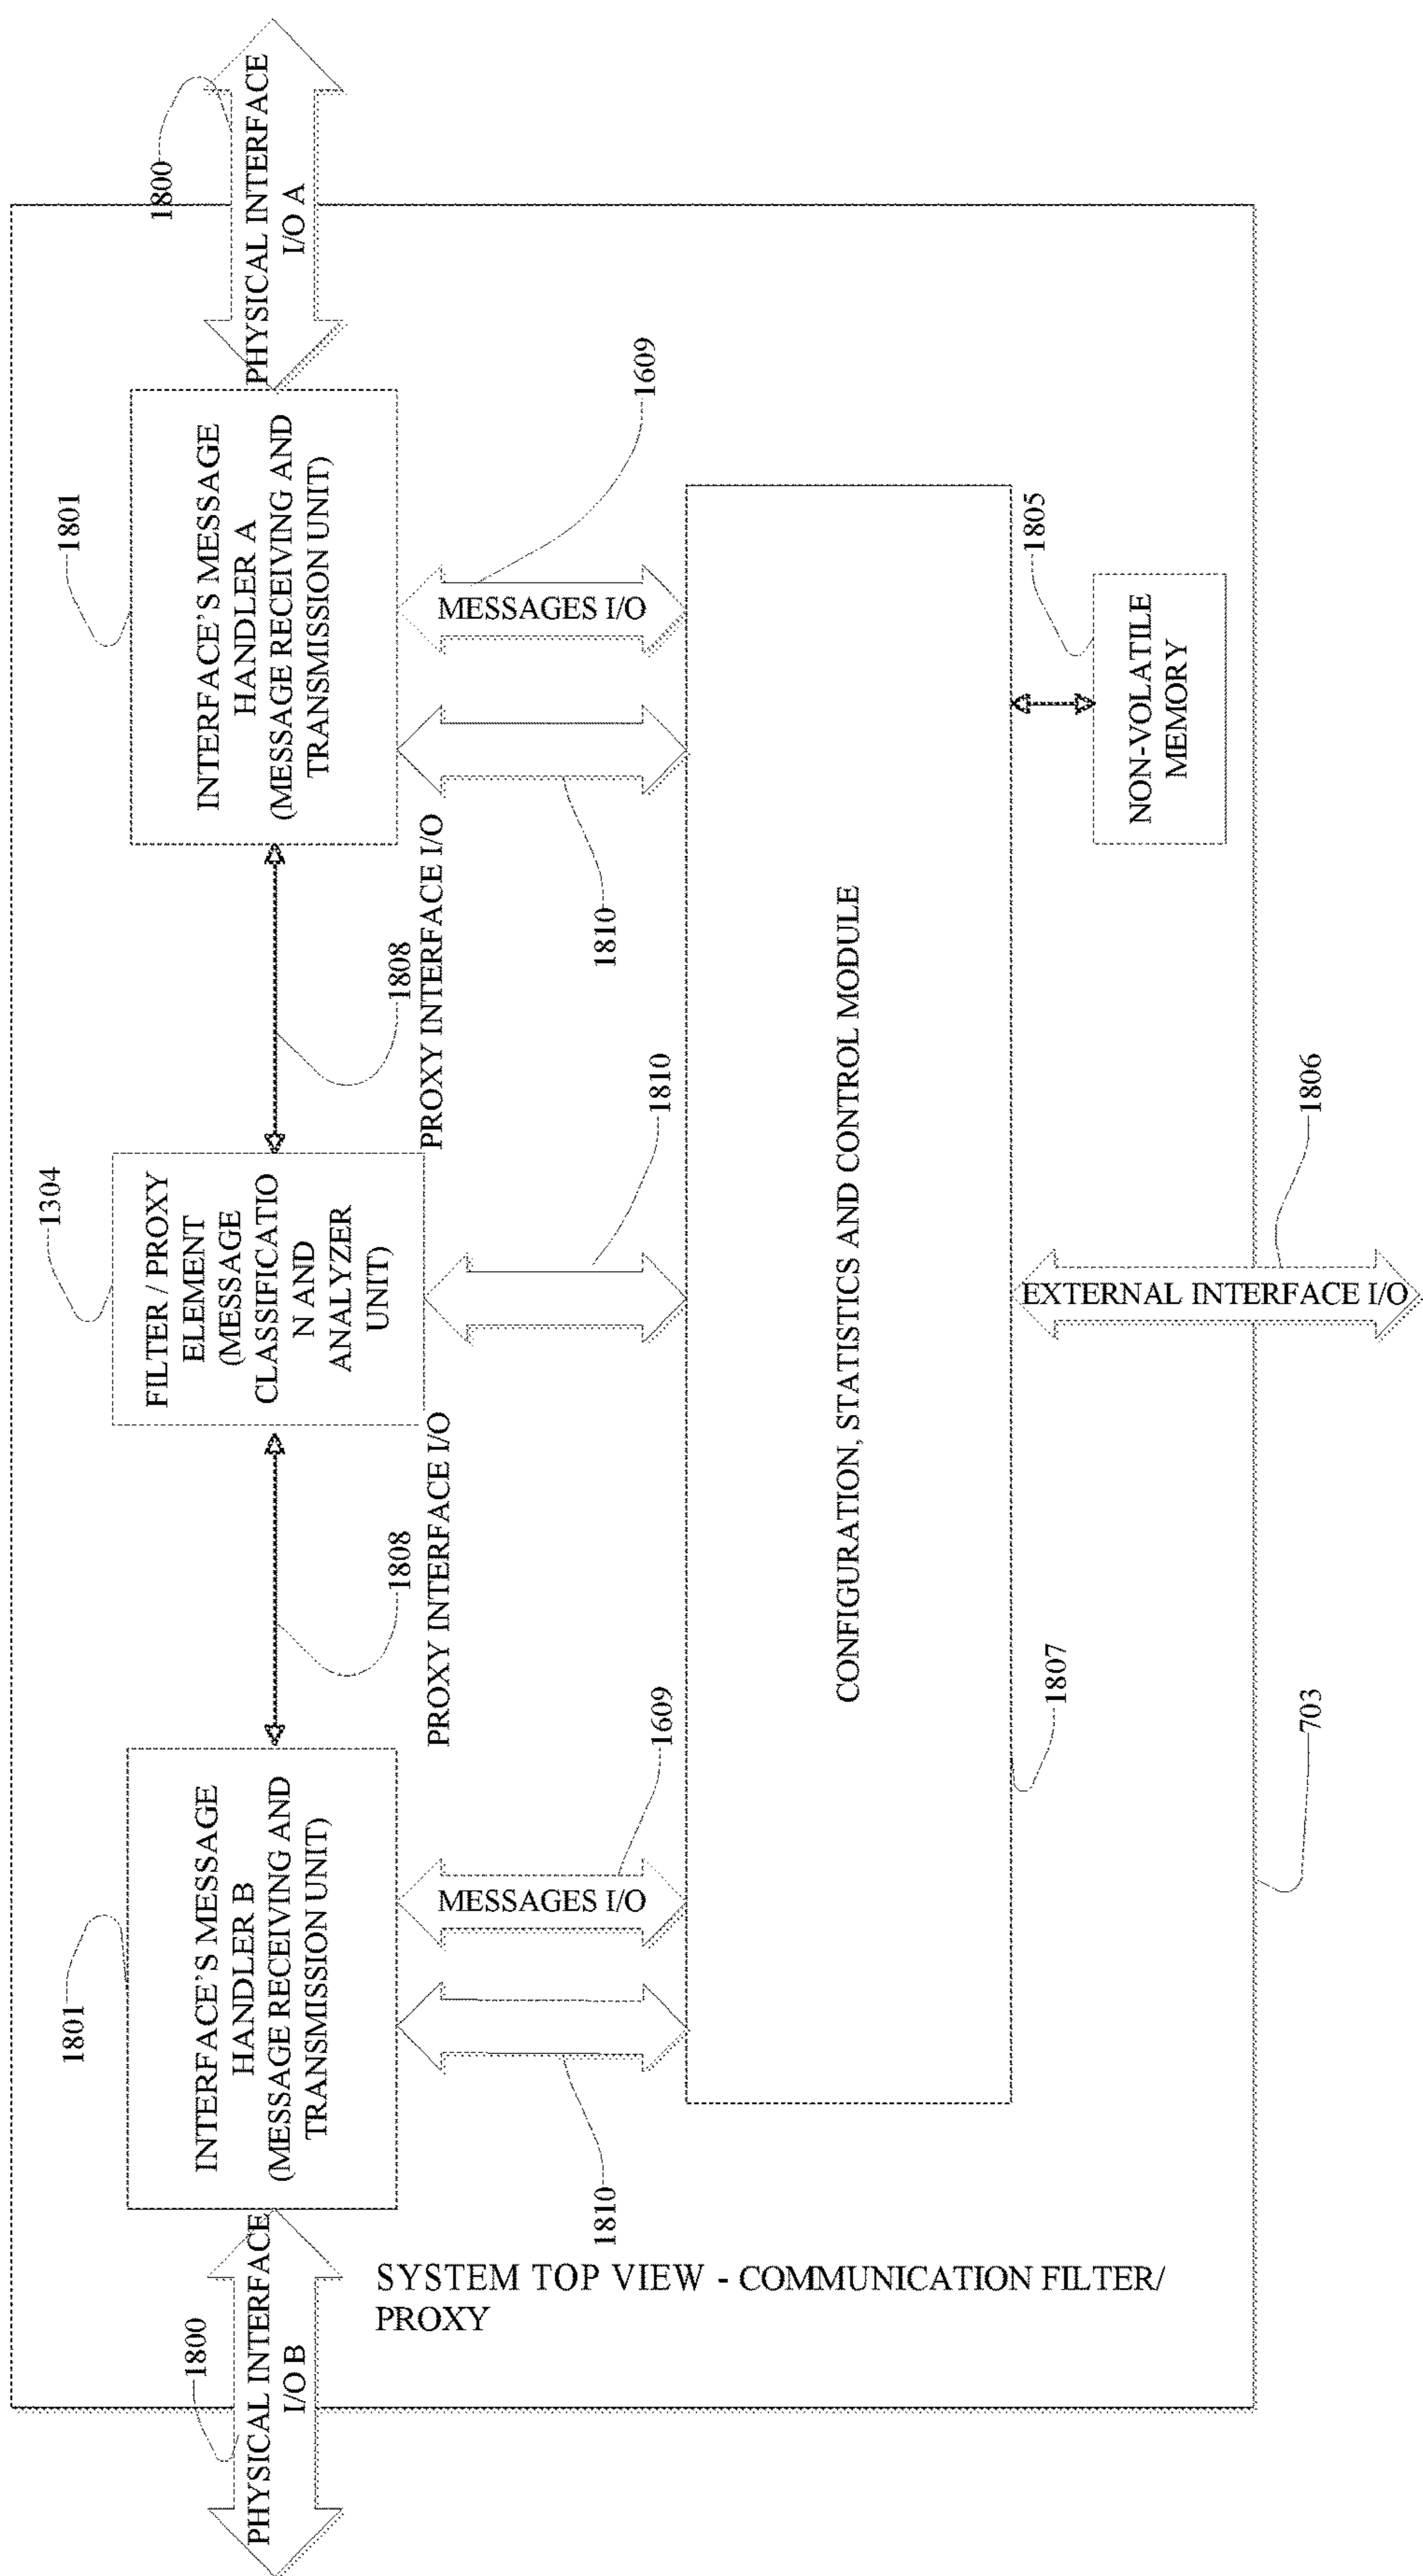 1800
PHYSICAL INTERFACE
I/O B
1801
INTERFACE'S MESSAGE
HANDLER B
(MESSAGE RECEIVING AND
TRANSMISSION UNIT)
1808
PROXY INTERFACE I/O
1304
FILTER / PROXY
ELEMENT
(MESSAGE
CLASSIFICATIO
N AND
ANALYZER
UNIT)
1808
PROXY INTERFACE I/O
1801
INTERFACE'S MESSAGE
HANDLER A
(MESSAGE RECEIVING AND
TRANSMISSION UNIT)
1800
PHYSICAL INTERFACE
I/O A
1810
MESSAGES I/O
1609
1810
1810
MESSAGES I/O
1609
SYSTEM TOP VIEW - COMMUNICATION FILTER/
PROXY
CONFIGURATION, STATISTICS AND CONTROL MODULE
1807
1805
NON-VOLATILE
MEMORY
EXTERNAL INTERFACE I/O
1806
703